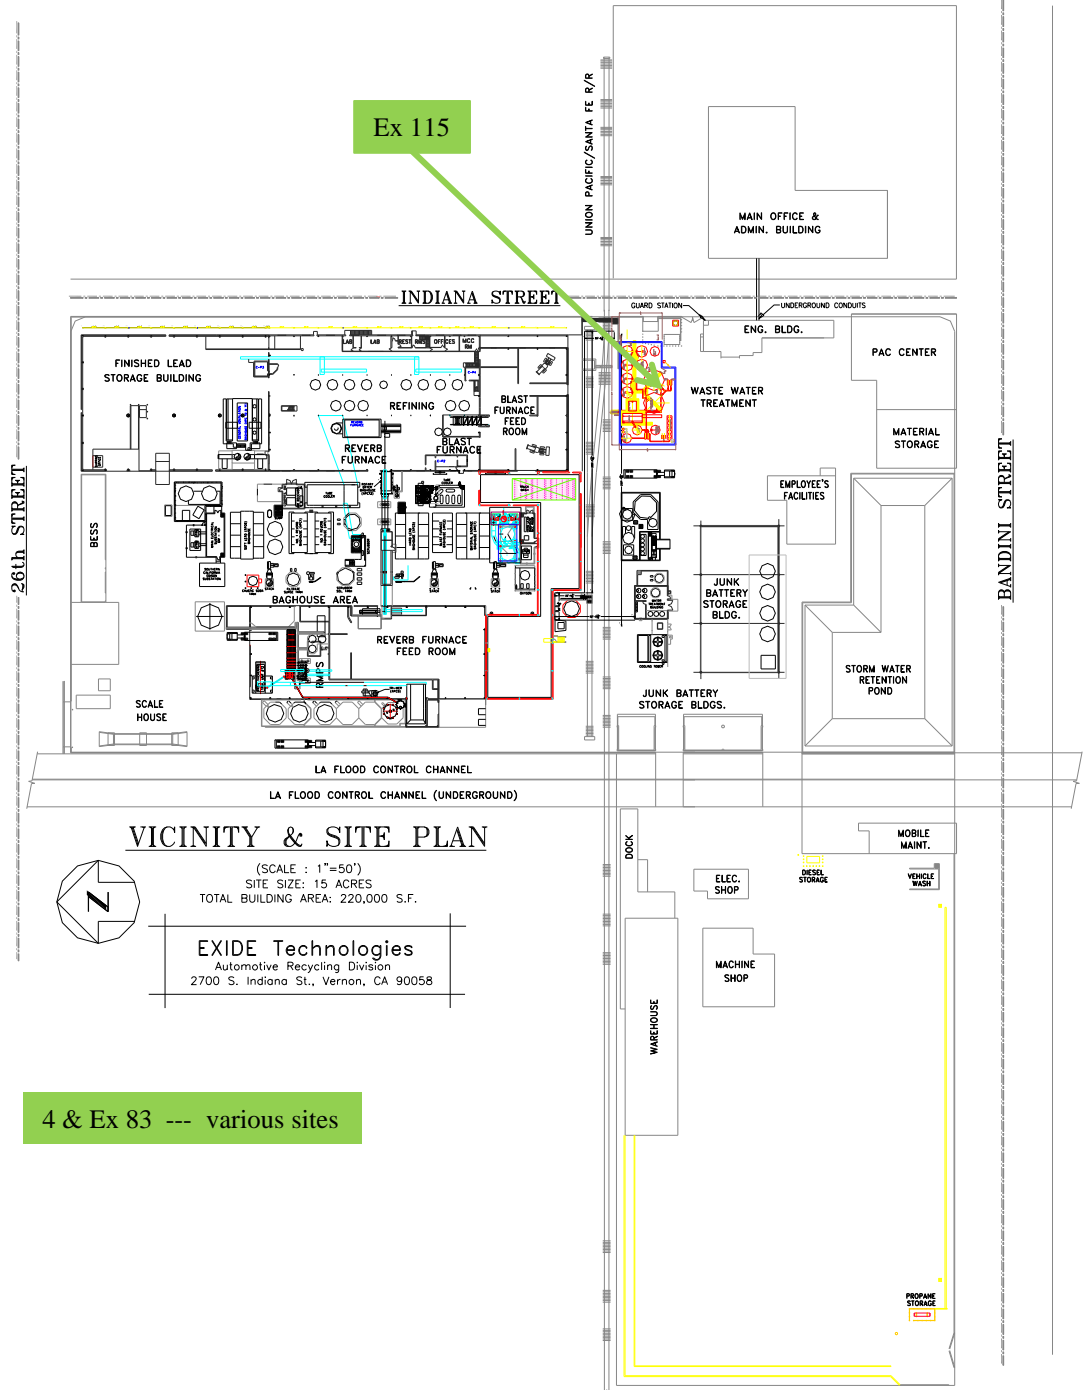 UNION PACIFIC/SANTA FE R/R
Ex 115
MAIN OFFICE &
ADMIN. BUILDING
INDIANA STREET
GUARD STATION
UNDERGROUND CONDUITS
ENG. BLDG.
PAC CENTER
FINISHED LEAD
STORAGE BUILDING
LAB
LAB
REST
RMS
OFFICES
MCC
RM
REFINING
BLAST
FURNACE
FEED
ROOM
WASTE WATER
TREATMENT
MATERIAL
STORAGE
REVERB
FURNACE
BLAST
FURNACE
26th STREET
BESS
EMPLOYEE'S
FACILITIES
BANDINI STREET
JUNK
BATTERY
STORAGE
BLDG.
BAGHOUSE AREA
REVERB FURNACE
FEED ROOM
RMPS
STORM WATER
RETENTION
POND
JUNK BATTERY
STORAGE BLDGS.
SCALE
HOUSE
LA FLOOD CONTROL CHANNEL
LA FLOOD CONTROL CHANNEL (UNDERGROUND)
VICINITY & SITE PLAN
(SCALE : 1"=50')
SITE SIZE: 15 ACRES
TOTAL BUILDING AREA: 220,000 S.F.
N
EXIDE Technologies
Automotive Recycling Division
2700 S. Indiana St., Vernon, CA 90058
DOCK
MOBILE
MAINT.
DIESEL
STORAGE
VEHICLE
WASH
ELEC.
SHOP
MACHINE
SHOP
WAREHOUSE
4 & Ex 83 --- various sites
PROPANE
STORAGE